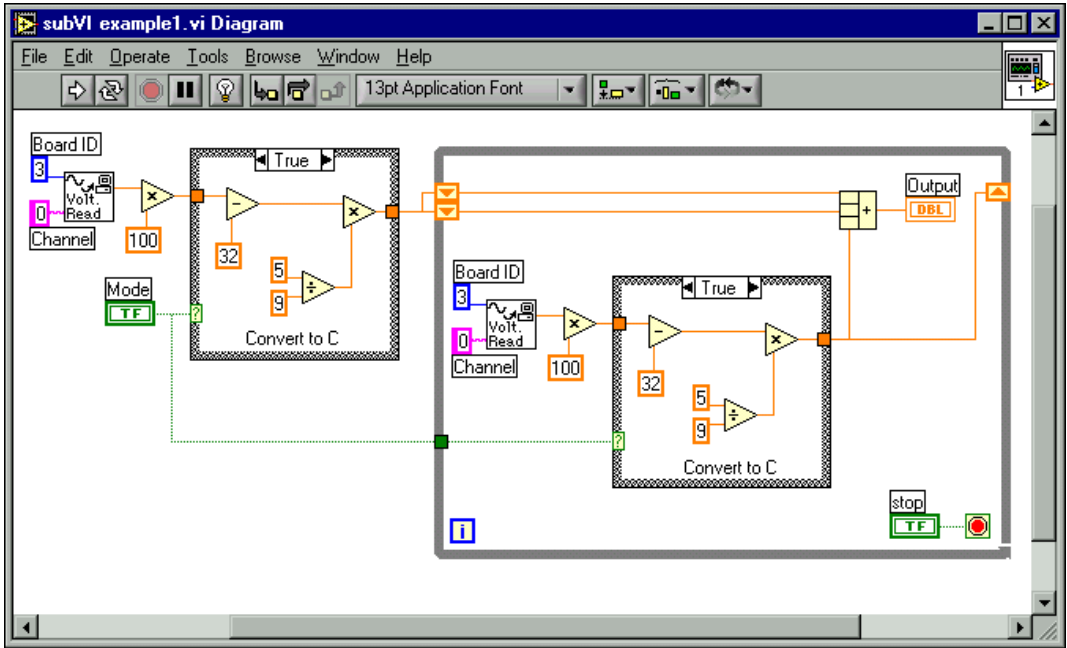 subVI example1.vi Diagram
File Edit Operate Tools Browse Window Help
13pt Application Font
1
Board ID
3
Volt.
Read
0
Channel
100
True
32
5
9
Convert to C
Mode
TF
?
Output
DBL
Board ID
3
Volt.
Read
0
Channel
100
True
32
5
9
?
Convert to C
stop
TF
i